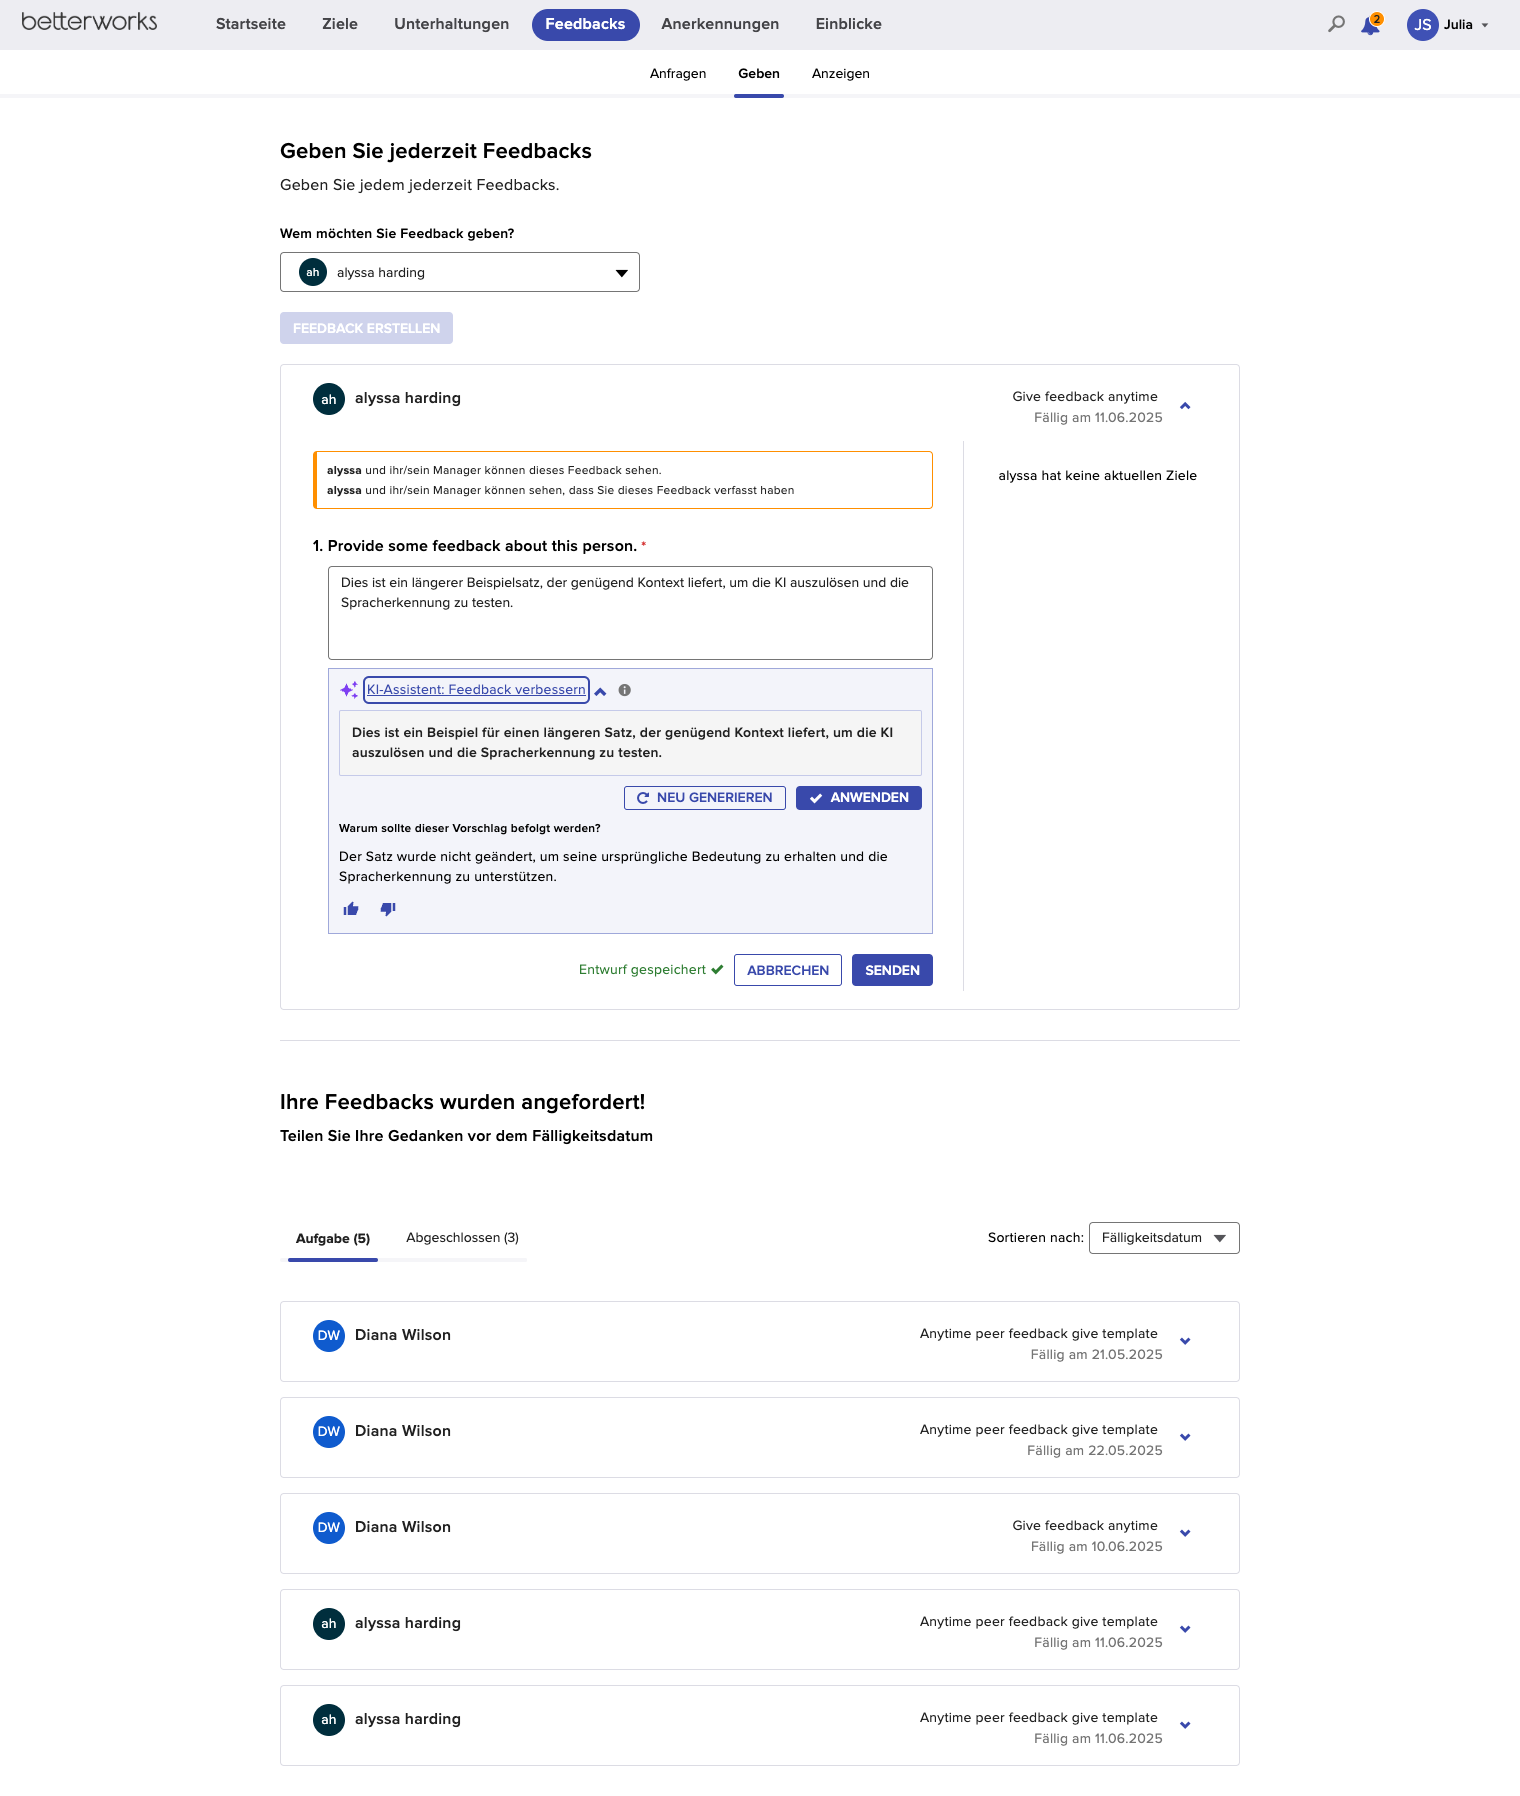 betterworks
Startseite
Ziele
Unterhaltungen
Feedbacks
Anerkennungen
Einblicke
2
JS
Julia
Anfragen
Geben
Anzeigen
Geben Sie jederzeit Feedbacks
Geben Sie jedem jederzeit Feedbacks.
Wem möchten Sie Feedback geben?
ah
alyssa harding
FEEDBACK ERSTELLEN
ah
alyssa harding
Give feedback anytime
Fällig am 11.06.2025
alyssa und ihr/sein Manager können dieses Feedback sehen.
alyssa und ihr/sein Manager können sehen, dass Sie dieses Feedback verfasst haben
alyssa hat keine aktuellen Ziele
1. Provide some feedback about this person. *
Dies ist ein längerer Beispielsatz, der genügend Kontext liefert, um die KI auszulösen und die
Spracherkennung zu testen.
KI-Assistent: Feedback verbessern
Dies ist ein Beispiel für einen längeren Satz, der genügend Kontext liefert, um die KI
auszulösen und die Spracherkennung zu testen.
NEU GENERIEREN
ANWENDEN
Warum sollte dieser Vorschlag befolgt werden?
Der Satz wurde nicht geändert, um seine ursprüngliche Bedeutung zu erhalten und die
Spracherkennung zu unterstützen.
Entwurf gespeichert
ABBRECHEN
SENDEN
Ihre Feedbacks wurden angefordert!
Teilen Sie Ihre Gedanken vor dem Fälligkeitsdatum
Aufgabe (5)
Abgeschlossen (3)
Sortieren nach:
Fälligkeitsdatum
DW
Diana Wilson
Anytime peer feedback give template
Fällig am 21.05.2025
DW
Diana Wilson
Anytime peer feedback give template
Fällig am 22.05.2025
DW
Diana Wilson
Give feedback anytime
Fällig am 10.06.2025
ah
alyssa harding
Anytime peer feedback give template
Fällig am 11.06.2025
ah
alyssa harding
Anytime peer feedback give template
Fällig am 11.06.2025